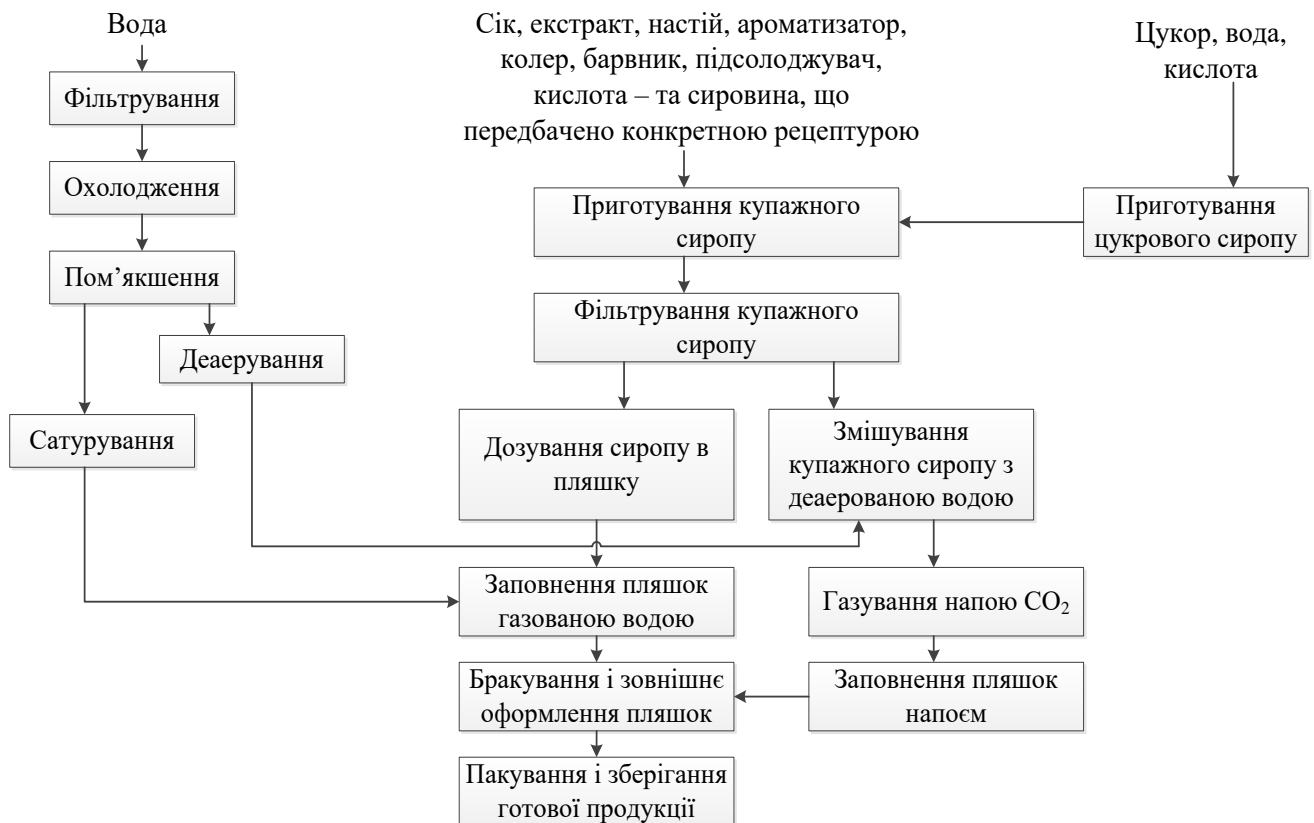 Вода
Фільтрування
Охолодження
Пом’якшення
Деаерування
Сатурування
Сік, екстракт, настій, ароматизатор,
колер, барвник, підсолоджувач,
кислота – та сировина, що
передбачено конкретною рецептурою
Цукор, вода,
кислота
Приготування купажного
сиропу
Приготування
цукрового сиропу
Фільтрування купажного
сиропу
Дозування сиропу в
пляшку
Змішування
купажного сиропу з
деаерованою водою
Заповнення пляшок
газованою водою
Газування напою CO₂
Бракування і зовнішнє
оформлення пляшок
Заповнення пляшок
напоєм
Пакування і зберігання
готової продукції